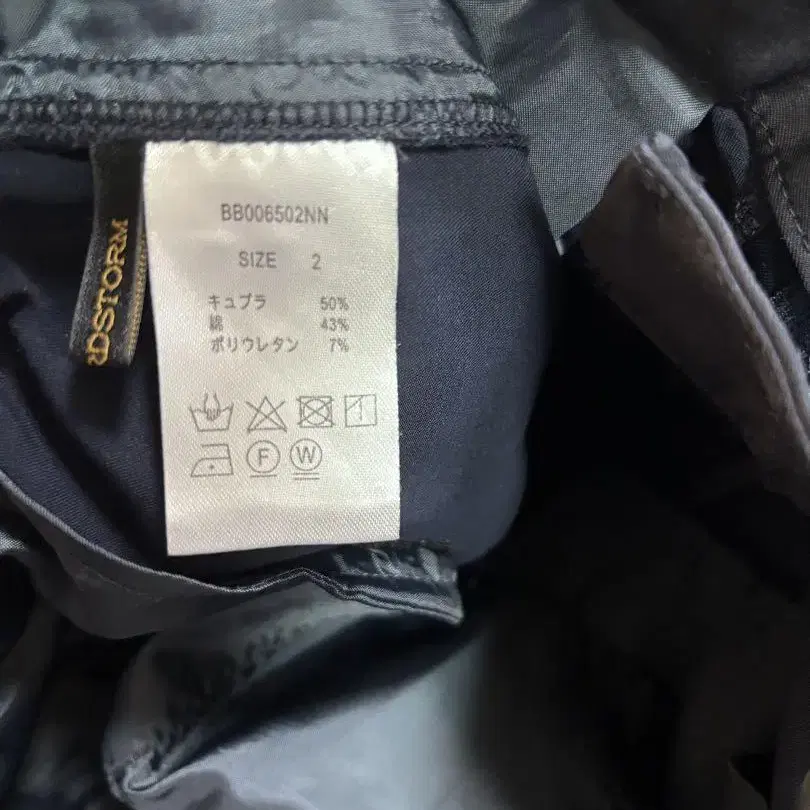 BB006502NN
SIZE 2
キュプラ 50%
綿 43%
ポリウレタン 7%
F W
RDSTORM